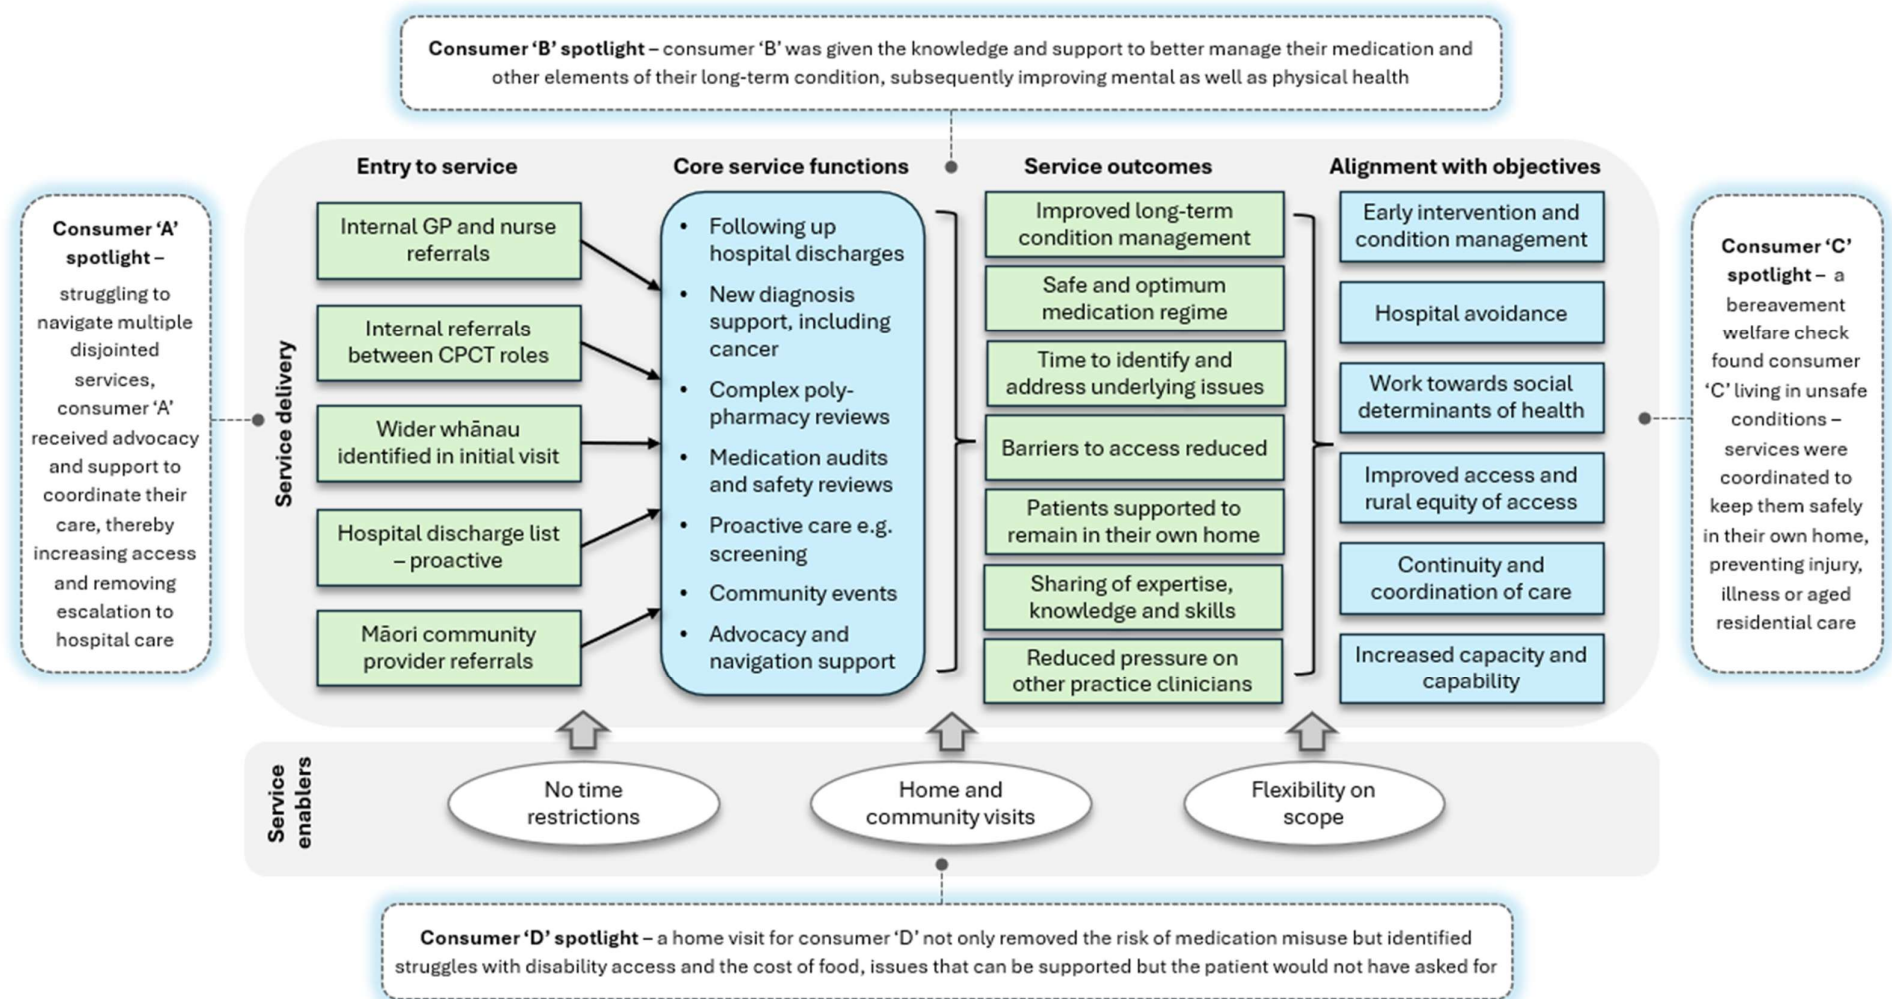 Consumer ‘B’ spotlight – consumer ‘B’ was given the knowledge and support to better manage their medication and
other elements of their long-term condition, subsequently improving mental as well as physical health
Consumer ‘A’
spotlight –
struggling to
navigate multiple
disjointed
services,
consumer ‘A’
received advocacy
and support to
coordinate their
care, thereby
increasing access
and removing
escalation to
hospital care
Service delivery
Entry to service
Internal GP and nurse
referrals
Internal referrals
between CPCT roles
Wider whānau
identified in initial visit
Hospital discharge list
– proactive
Māori community
provider referrals
Core service functions
• Following up
hospital discharges
• New diagnosis
support, including
cancer
• Complex poly-
pharmacy reviews
• Medication audits
and safety reviews
• Proactive care e.g.
screening
• Community events
• Advocacy and
navigation support
Service outcomes
Improved long-term
condition management
Safe and optimum
medication regime
Time to identify and
address underlying issues
Barriers to access reduced
Patients supported to
remain in their own home
Sharing of expertise,
knowledge and skills
Reduced pressure on
other practice clinicians
Alignment with objectives
Early intervention and
condition management
Hospital avoidance
Work towards social
determinants of health
Improved access and
rural equity of access
Continuity and
coordination of care
Increased capacity and
capability
Consumer ‘C’
spotlight – a
bereavement
welfare check
found consumer
‘C’ living in unsafe
conditions –
services were
coordinated to
keep them safely
in their own home,
preventing injury,
illness or aged
residential care
Service
enablers
No time
restrictions
Home and
community visits
Flexibility on
scope
Consumer ‘D’ spotlight – a home visit for consumer ‘D’ not only removed the risk of medication misuse but identified
struggles with disability access and the cost of food, issues that can be supported but the patient would not have asked for